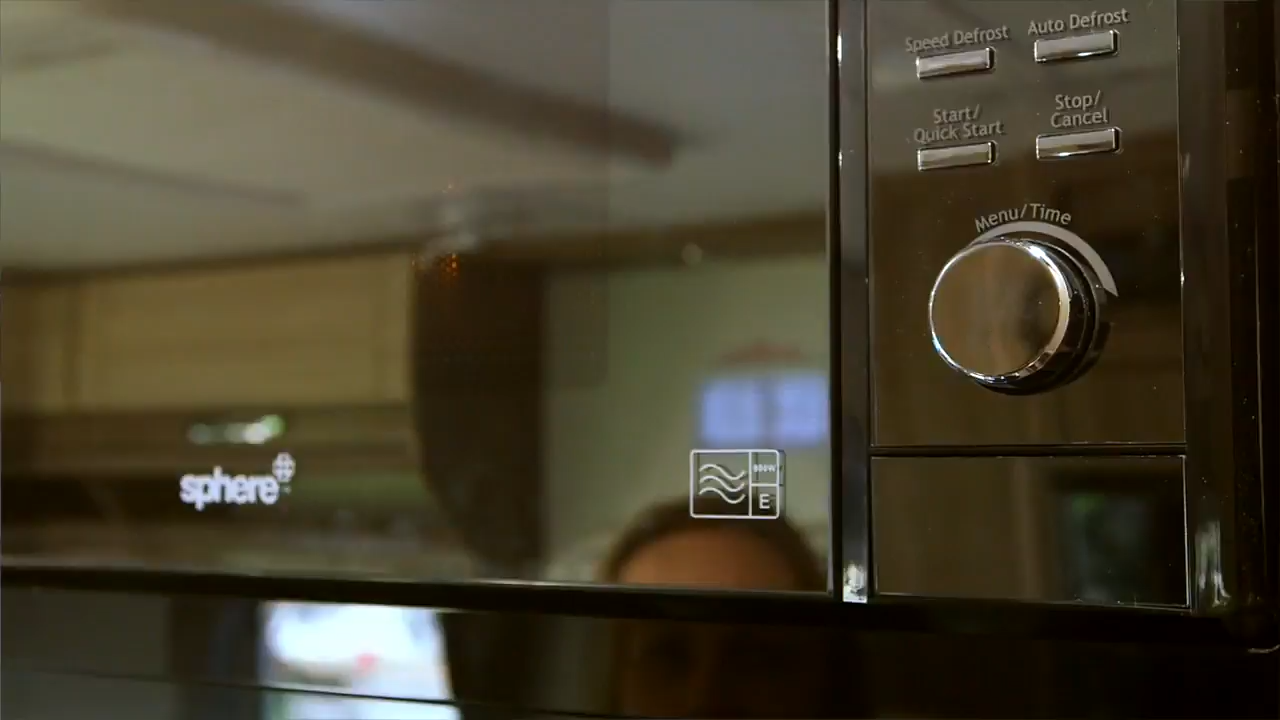 Speed Defrost
Auto Defrost
Start/
Quick Start
Stop/
Cancel
Menu/Time
sphere
800W
E